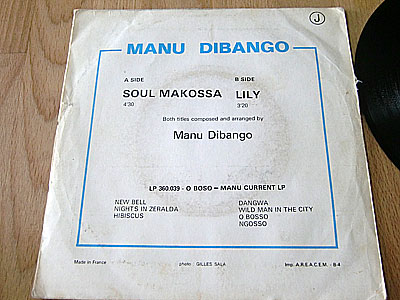 J
MANU DIBANGO
A SIDE B SIDE
SOUL MAKOSSA LILY
4'30 3'20
Both titles composed and arranged by
Manu Dibango
LP 360.039 - O BOSO - MANU CURRENT LP
NEW BELL DANGWA
NIGHTS IN ZERALDA WILD MAN IN THE CITY
HIBISCUS O BOSSO
NGOSSO
Made in France photo : GILLES SALA Imp. A.R.E.A.C.E.M. - 8-4